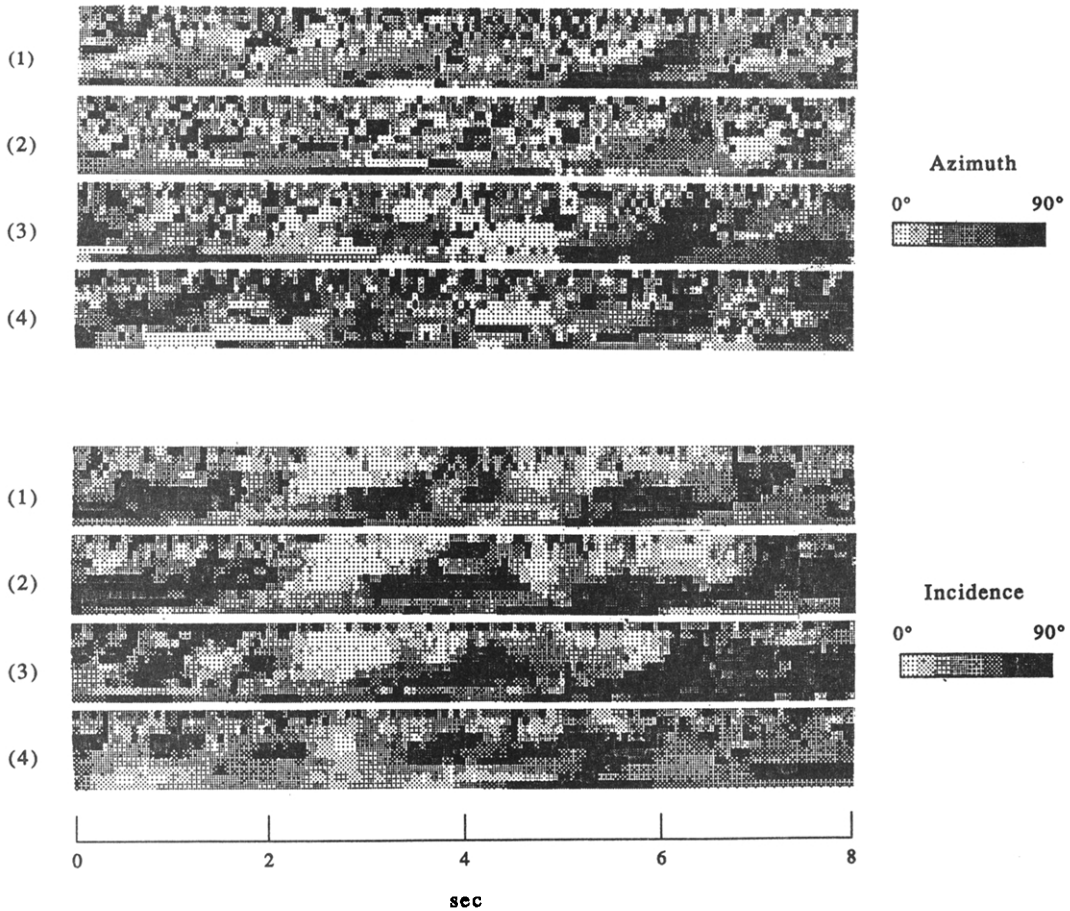 (1)
(2)
(3)
(4)
Azimuth
0° 90°
(1)
(2)
(3)
(4)
Incidence
0° 90°
0 2 4 6 8
sec